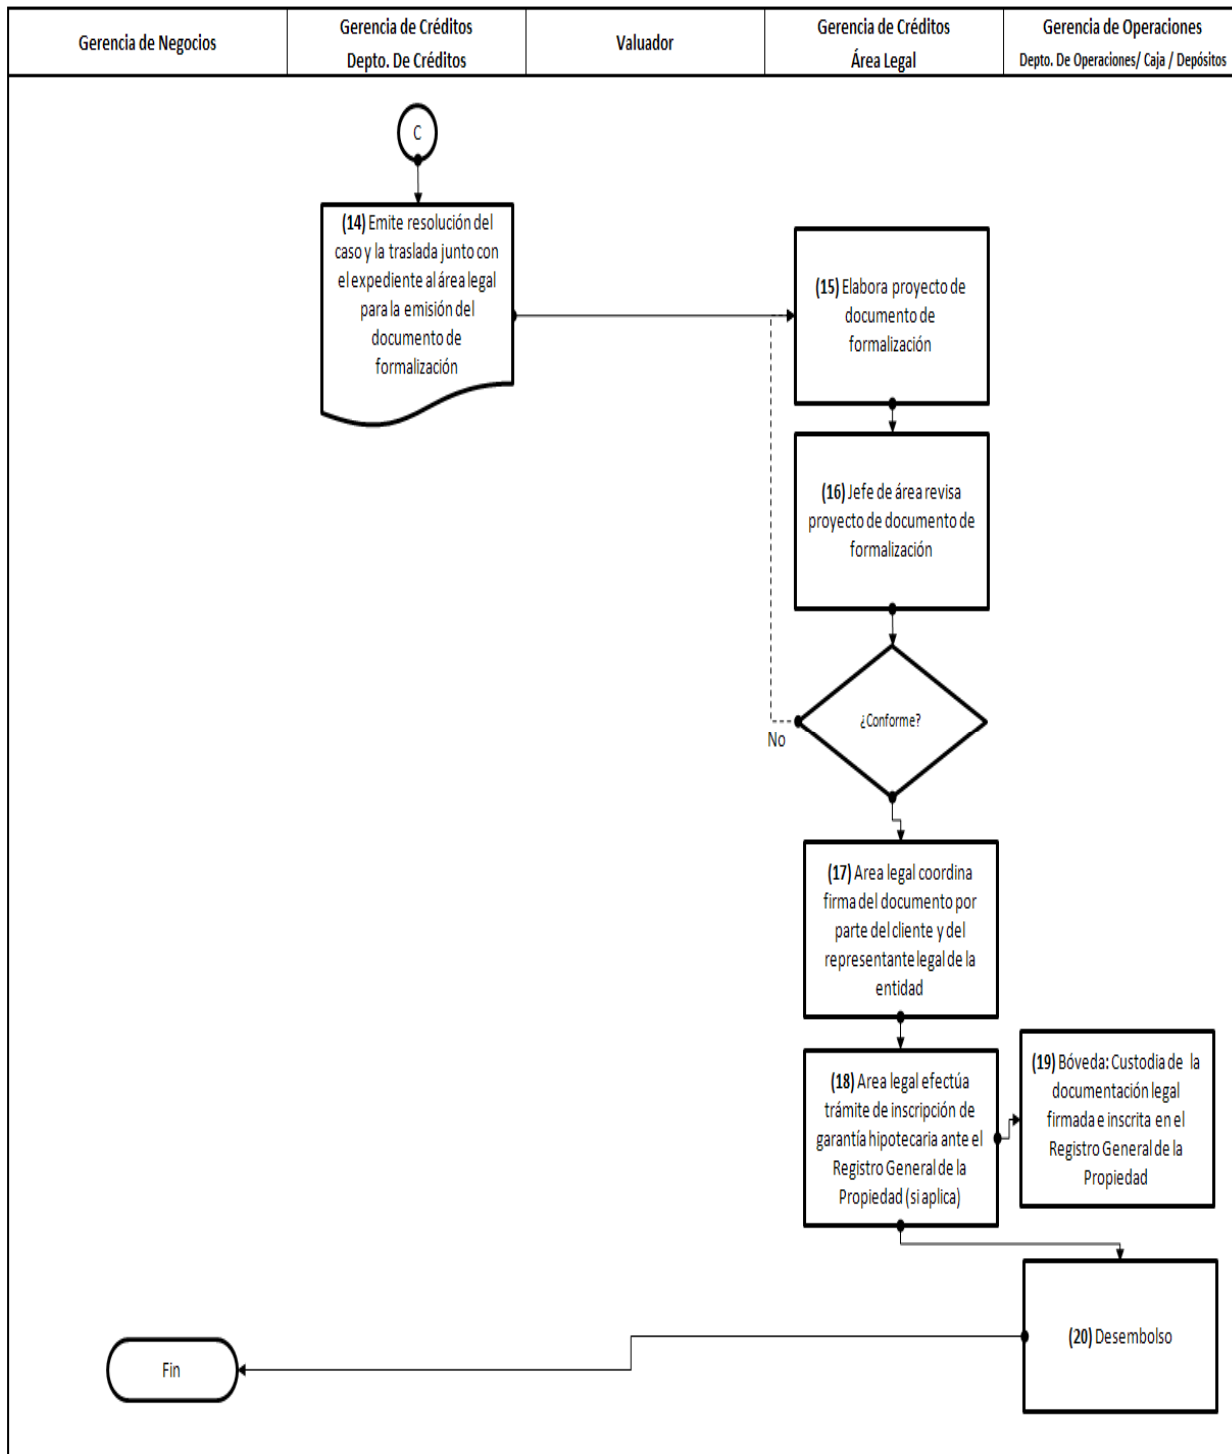 Gerencia de Negocios
Gerencia de Créditos
Depto. De Créditos
Valuador
Gerencia de Créditos
Área Legal
Gerencia de Operaciones
Depto. De Operaciones/ Caja / Depósitos
C
(14) Emite resolución del
caso y la traslada junto con
el expediente al área legal
para la emisión del
documento de
formalización
(15) Elabora proyecto de
documento de
formalización
(16) Jefe de área revisa
proyecto de documento de
formalización
¿Conforme?
No
(17) Area legal coordina
firma del documento por
parte del cliente y del
representante legal de la
entidad
(18) Area legal efectúa
trámite de inscripción de
garantía hipotecaria ante el
Registro General de la
Propiedad (si aplica)
(19) Bóveda: Custodia de la
documentación legal
firmada e inscrita en el
Registro General de la
Propiedad
(20) Desembolso
Fin